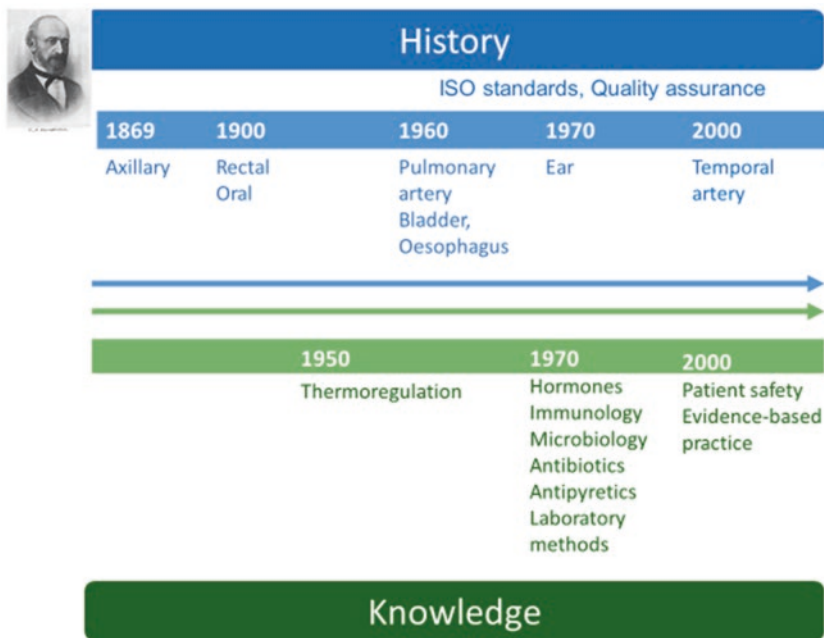 History
ISO standards, Quality assurance
1869 1900 1960 1970 2000
Axillary Rectal Pulmonary Ear Temporal
Oral artery artery
Bladder,
Oesophagus
1950 1970 2000
Thermoregulation Hormones Patient safety
Immunology Evidence-based
Microbiology practice
Antibiotics
Antipyretics
Laboratory
methods
Knowledge